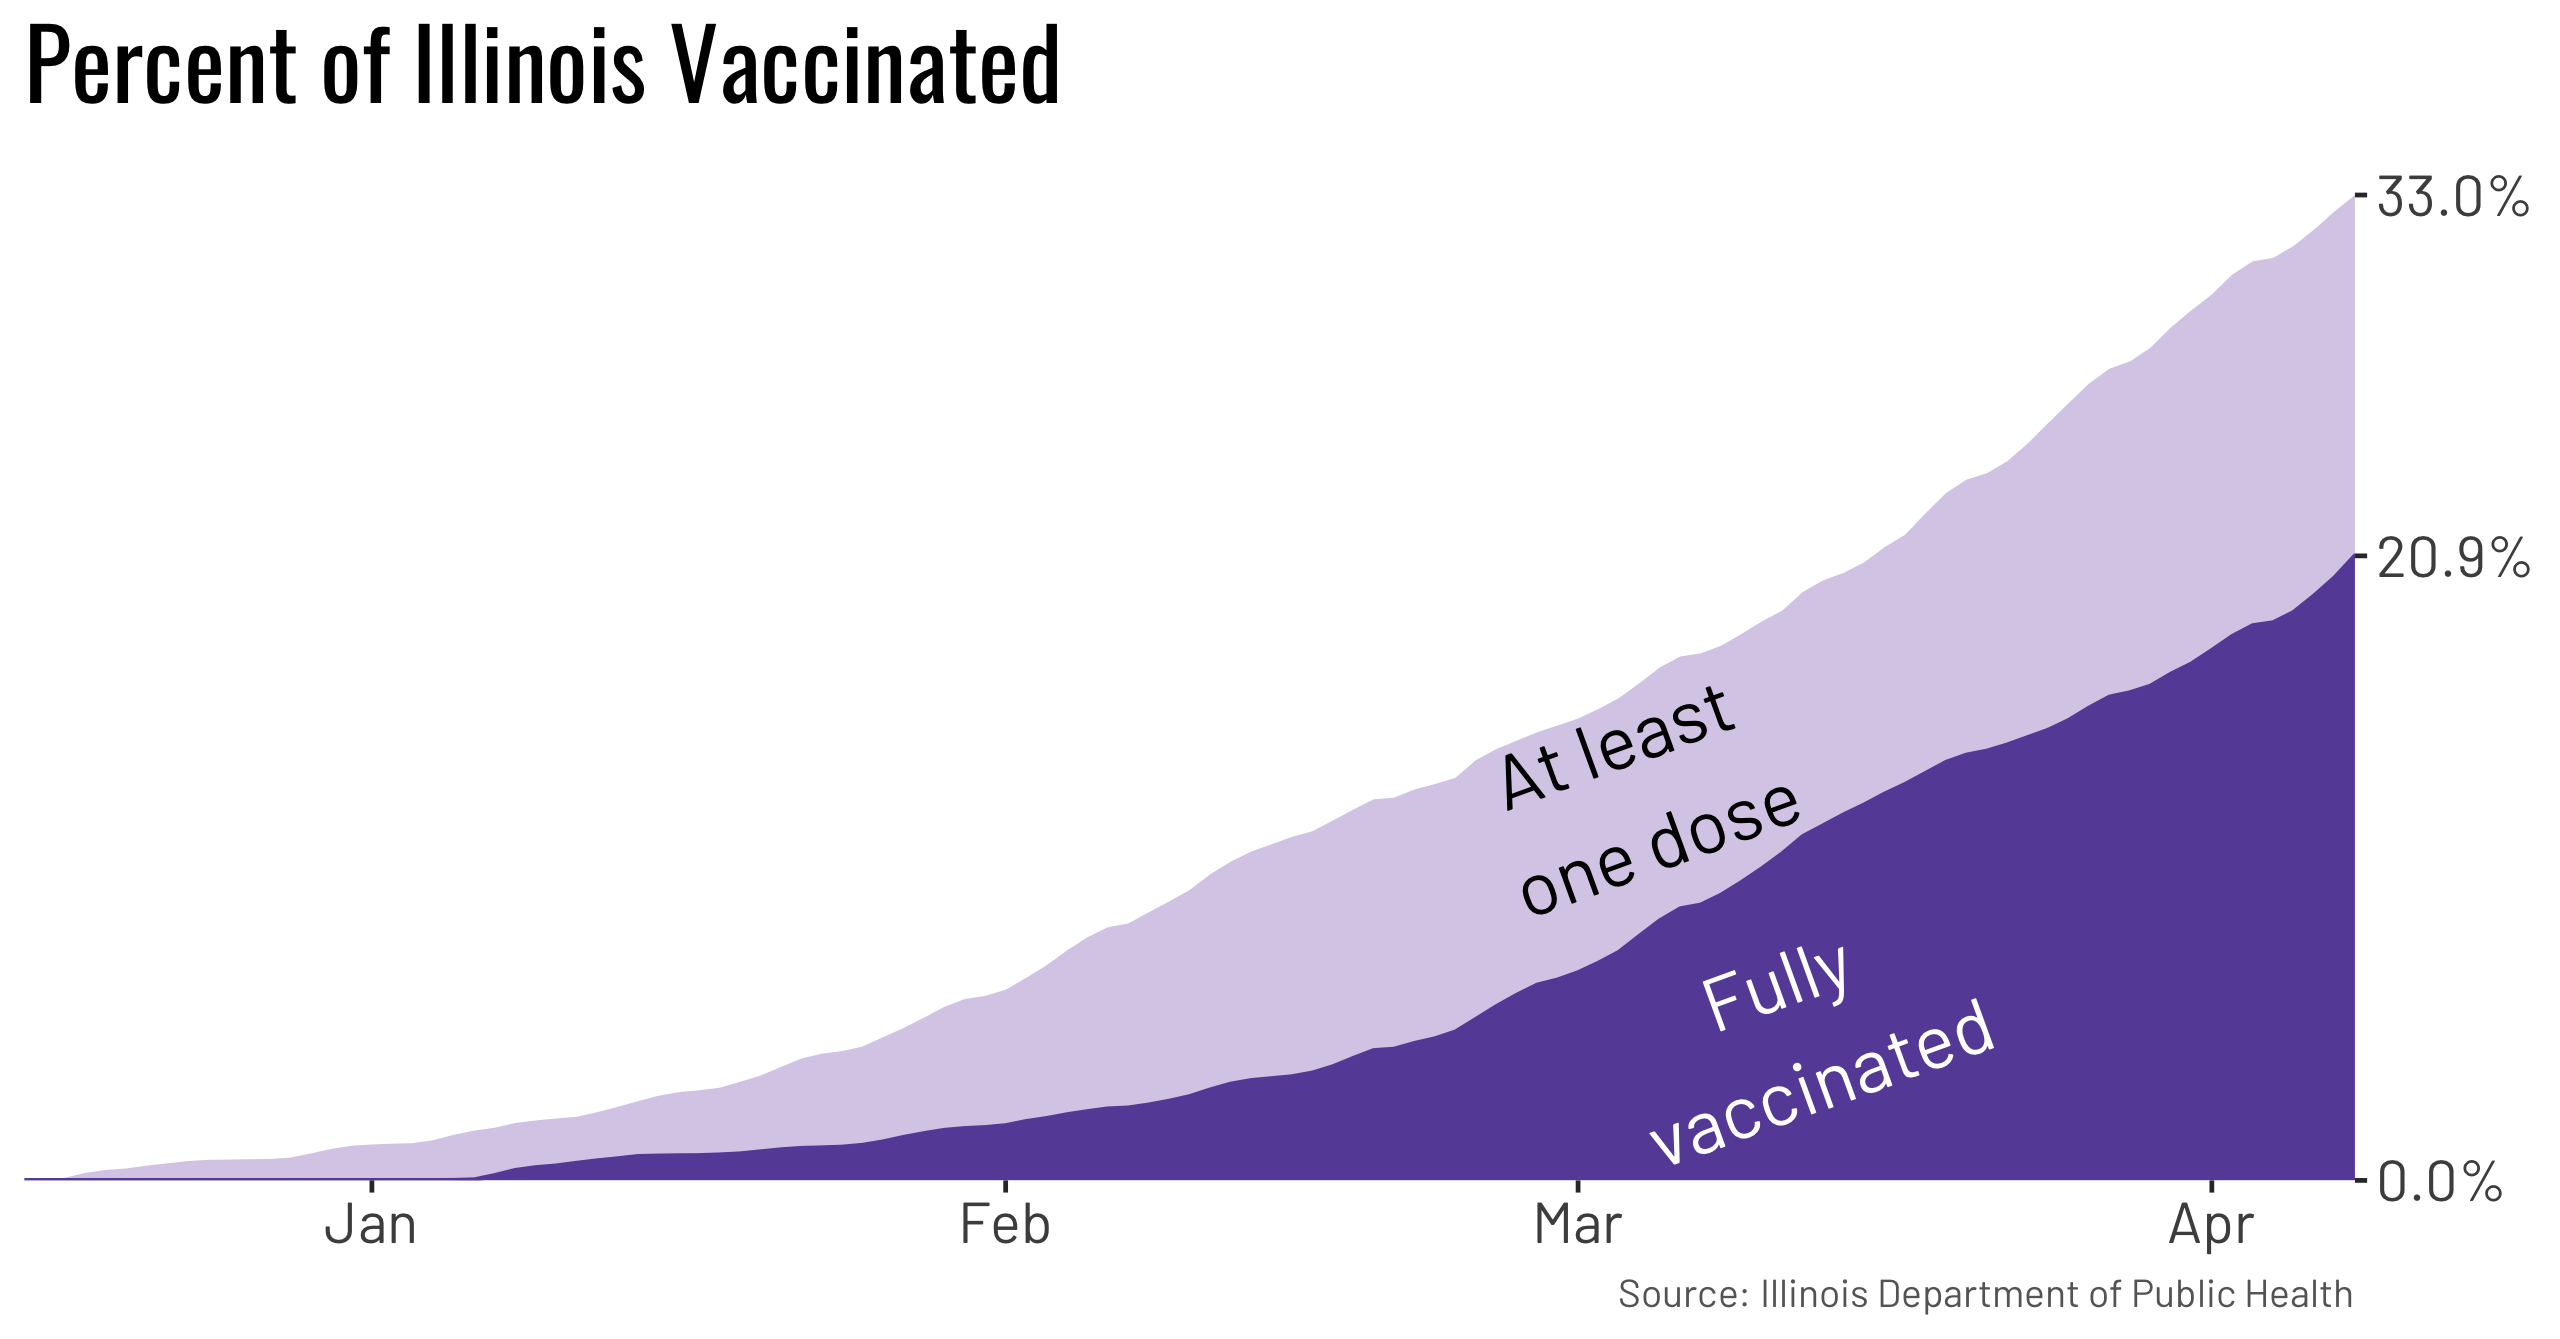 Percent of Illinois Vaccinated
33.0%
20.9%
At least
one dose
Fully
vaccinated
0.0%
Jan Feb Mar Apr
Source: Illinois Department of Public Health